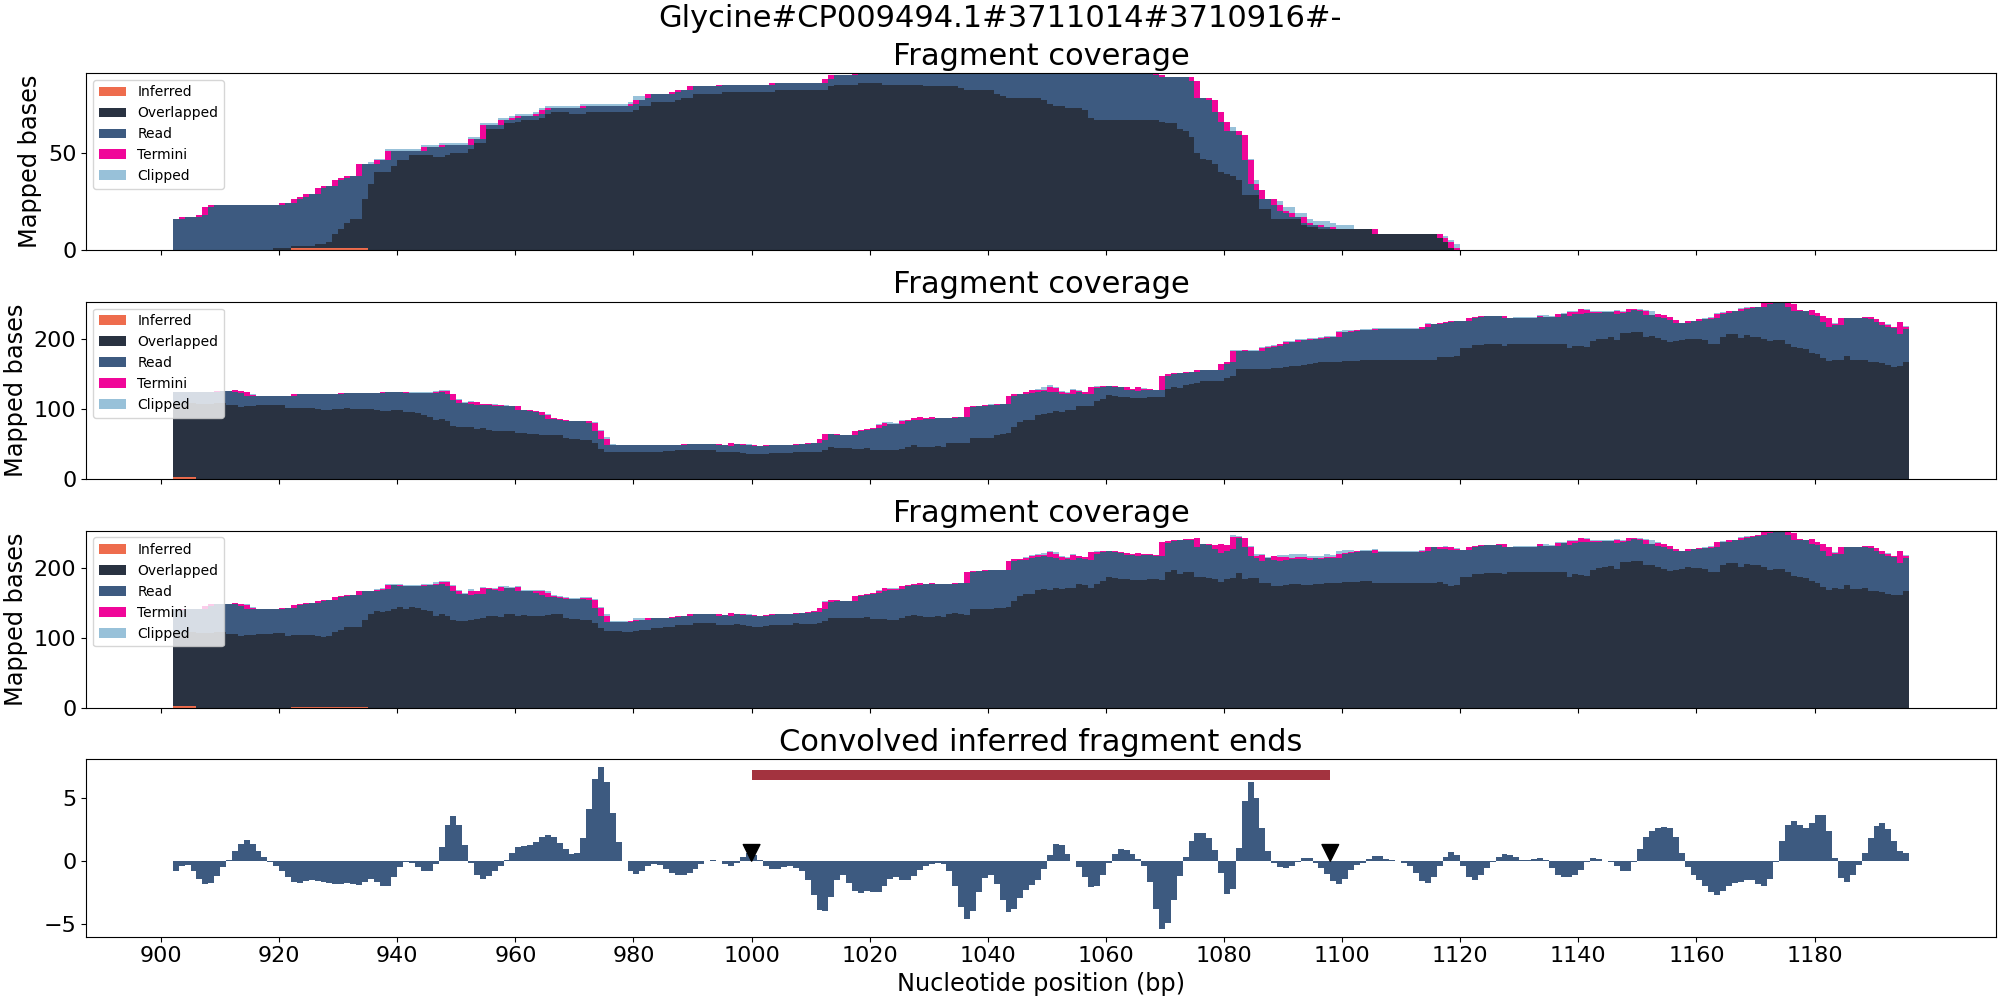 Glycine#CP009494.1#3711014#3710916#-
Fragment coverage
Mapped bases
50
0
Inferred
Overlapped
Read
Termini
Clipped
Fragment coverage
Mapped bases
200
100
0
Inferred
Overlapped
Read
Termini
Clipped
Fragment coverage
Mapped bases
200
100
0
Inferred
Overlapped
Read
Termini
Clipped
Convolved inferred fragment ends
5
0
−5
900 920 940 960 980 1000 1020 1040 1060 1080 1100 1120 1140 1160 1180
Nucleotide position (bp)